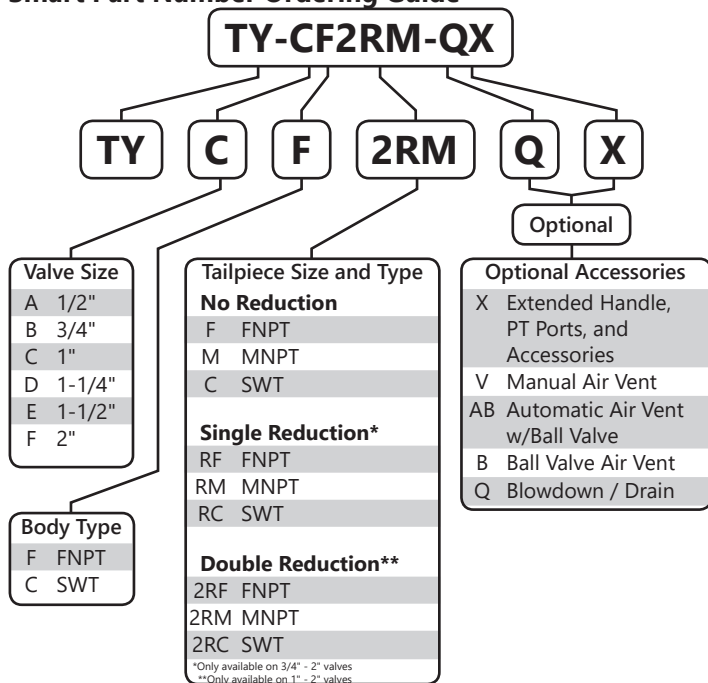 Smart Part Number Ordering Guide
TY-CF2RM-QX
TY C F 2RM Q X
Optional
Valve Size
A 1/2"
B 3/4"
C 1"
D 1-1/4"
E 1-1/2"
F 2"
Body Type
F FNPT
C SWT
Tailpiece Size and Type
No Reduction
F FNPT
M MNPT
C SWT
Single Reduction*
RF FNPT
RM MNPT
RC SWT
Double Reduction**
2RF FNPT
2RM MNPT
2RC SWT
*Only available on 3/4" - 2" valves
**Only available on 1" - 2" valves
Optional Accessories
X Extended Handle,
PT Ports, and
Accessories
V Manual Air Vent
AB Automatic Air Vent
w/Ball Valve
B Ball Valve Air Vent
Q Blowdown / Drain